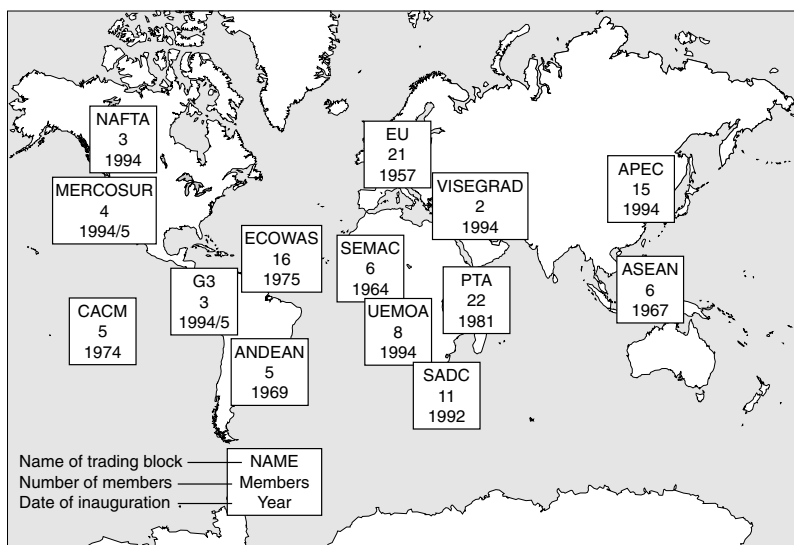 NAFTA
3
1994
MERCOSUR
4
1994/5
EU
21
1957
VISEGRAD
2
1994
APEC
15
1994
ECOWAS
16
1975
SEMAC
6
1964
G3
3
1994/5
PTA
22
1981
ASEAN
6
1967
CACM
5
1974
UEMOA
8
1994
ANDEAN
5
1969
SADC
11
1992
Name of trading block NAME
Number of members Members
Date of inauguration Year